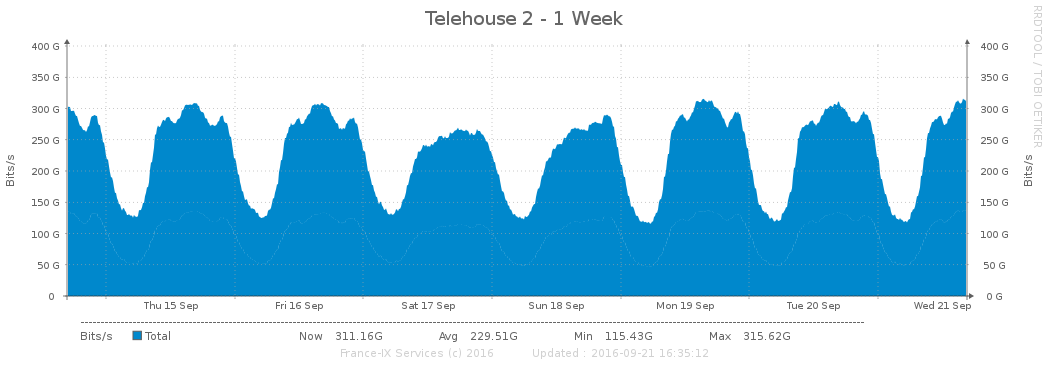 Telehouse 2 - 1 Week
RRDTOOL / TOBI OETIKER
Bits/s
400 G 400 G
350 G 350 G
300 G 300 G
250 G 250 G
200 G 200 G
150 G 150 G
100 G 100 G
50 G 50 G
0 0 G
Bits/s
Thu 15 Sep Fri 16 Sep Sat 17 Sep Sun 18 Sep Mon 19 Sep Tue 20 Sep Wed 21 Sep
Bits/s Total Now 311.16G Avg 229.51G Min 115.43G Max 315.62G
France-IX Services (c) 2016 Updated : 2016-09-21 16:35:12